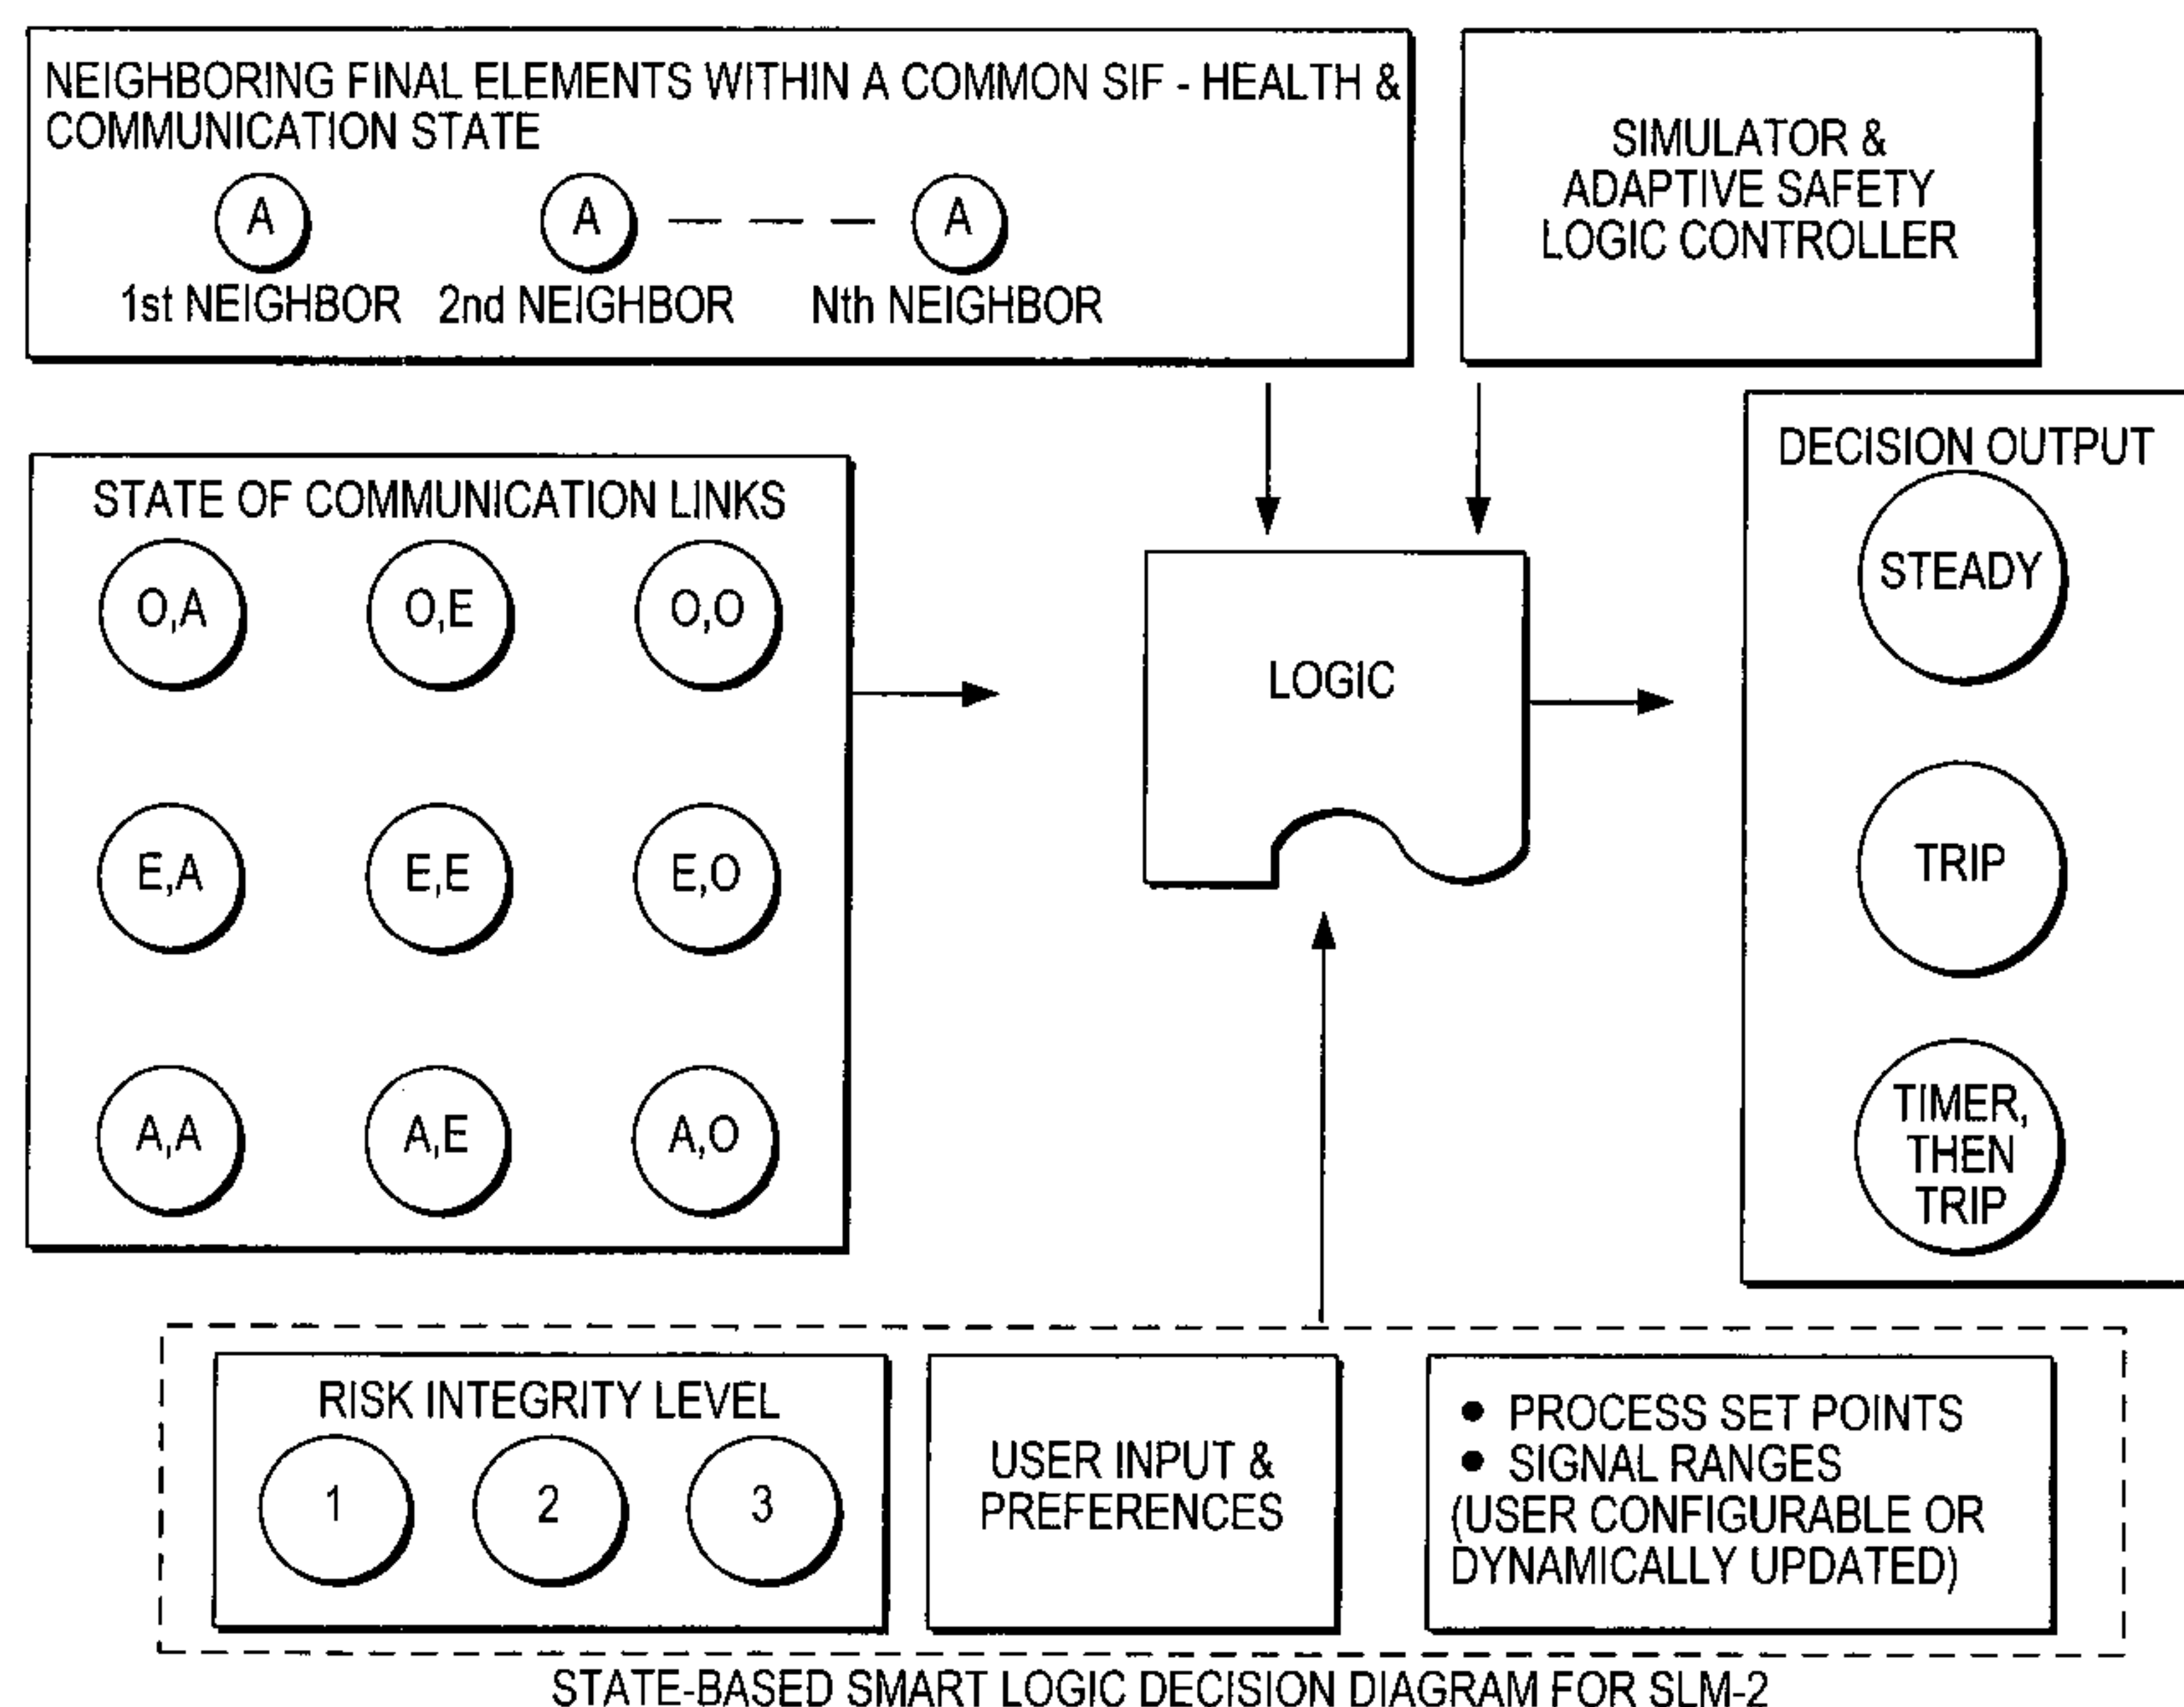 NEIGHBORING FINAL ELEMENTS WITHIN A COMMON SIF - HEALTH &
COMMUNICATION STATE
A A A
1st NEIGHBOR 2nd NEIGHBOR Nth NEIGHBOR
SIMULATOR &
ADAPTIVE SAFETY
LOGIC CONTROLLER
STATE OF COMMUNICATION LINKS
O,A O,E O,O
E,A E,E E,O
A,A A,E A,O
LOGIC
DECISION OUTPUT
STEADY
TRIP
TIMER,
THEN
TRIP
RISK INTEGRITY LEVEL
1 2 3
USER INPUT &
PREFERENCES
• PROCESS SET POINTS
• SIGNAL RANGES
(USER CONFIGURABLE OR
DYNAMICALLY UPDATED)
STATE-BASED SMART LOGIC DECISION DIAGRAM FOR SLM-2